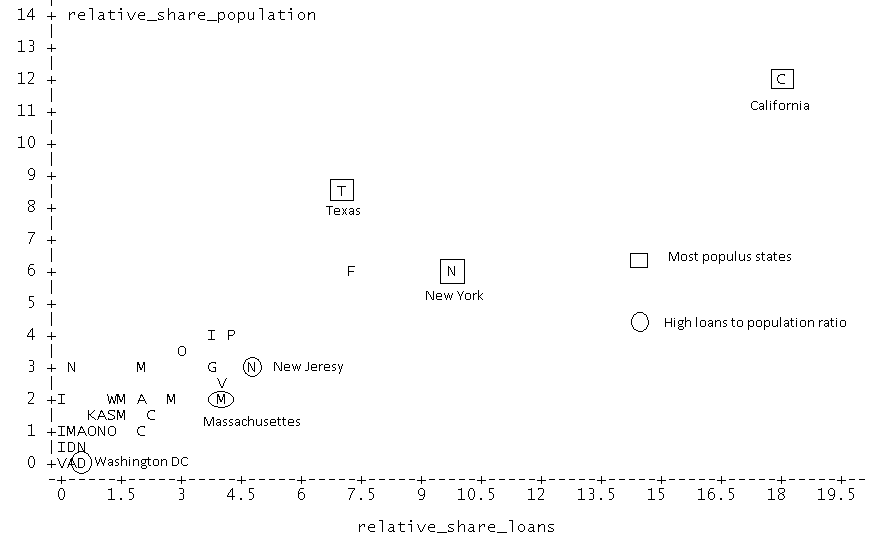 14 + relative_share_population
13 +
12 + C
California
11 +
10 +
9 +
T
8 + Texas
7 +
Most populus states
6 + F N
New York
5 +
High loans to population ratio
4 + I P
O
3 + N M G N New Jeresy
V
2 + I WM A M M
KASM C Massachusettes
1 + IMAONO C
IDN
0 + VAD Washington DC
0 1.5 3 4.5 6 7.5 9 10.5 12 13.5 15 16.5 18 19.5
relative_share_loans